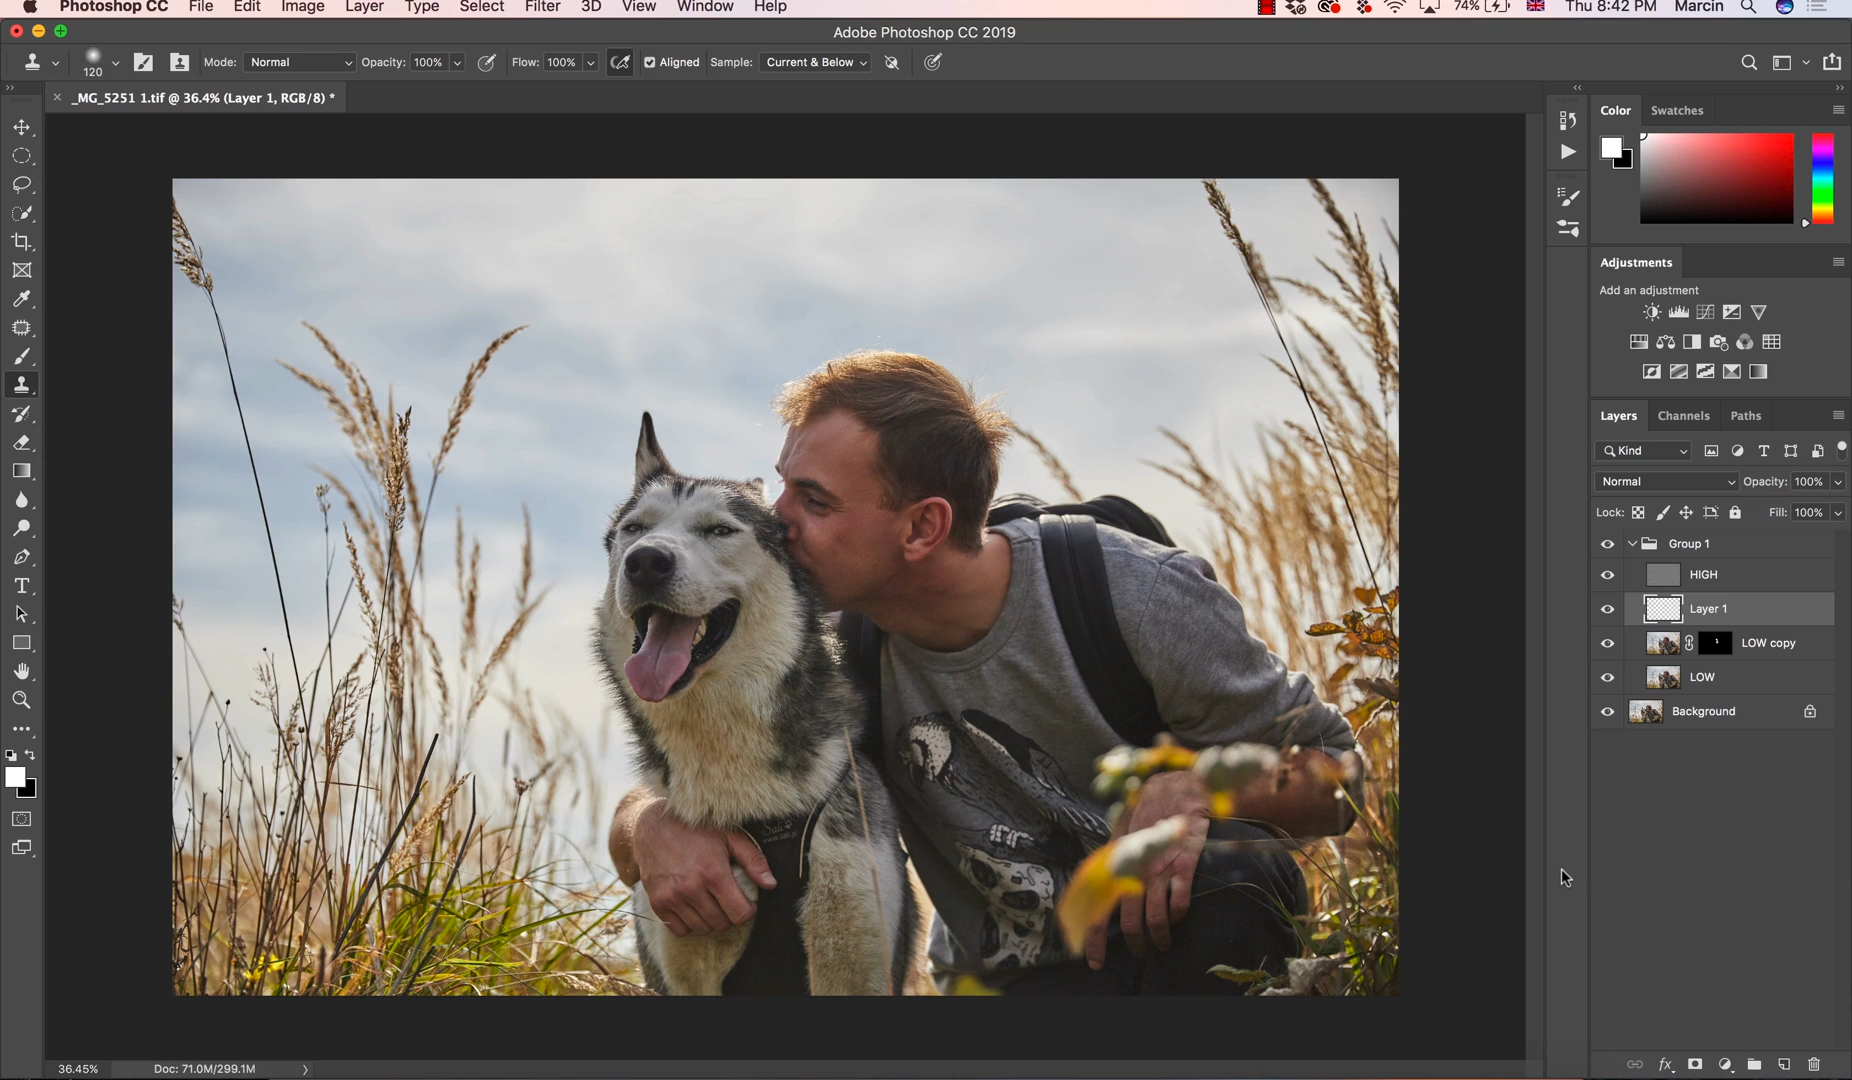 Photoshop CC File Edit Image Layer Type Select Filter 3D View Window Help 74% Thu 8:42 PM Marcin
Adobe Photoshop CC 2019
120 Mode: Normal Opacity: 100% Flow: 100% Aligned Sample: Current & Below
_MG_5251 1.tif @ 36.4% (Layer 1, RGB/8) *
Color Swatches
Adjustments
Add an adjustment
Layers Channels Paths
Kind
Normal Opacity: 100%
Lock: Fill: 100%
Group 1
HIGH
Layer 1
LOW copy
LOW
Background
36.45% Doc: 71.0M/299.1M